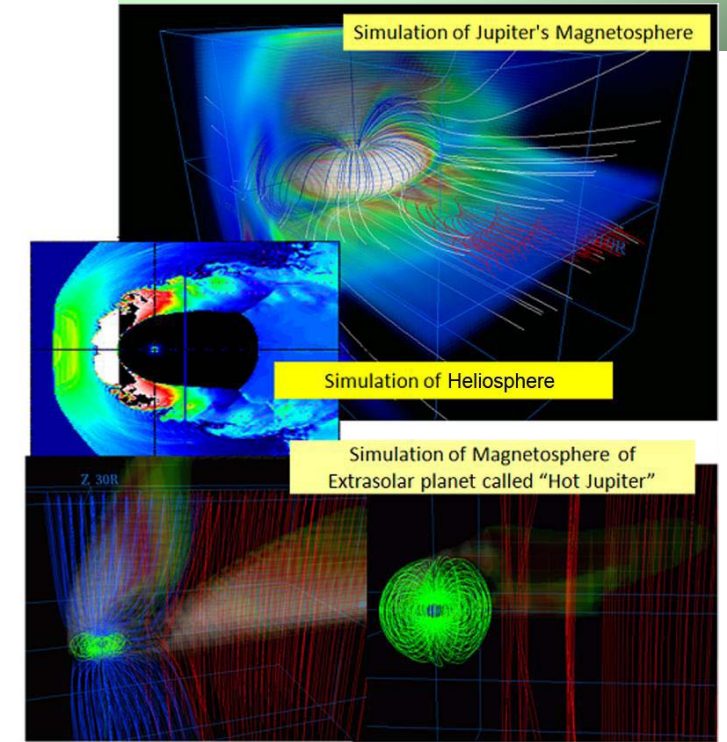 Simulation of Jupiter's Magnetosphere
Simulation of Heliosphere
Simulation of Magnetosphere of
Extrasolar planet called “Hot Jupiter”
Z 30R